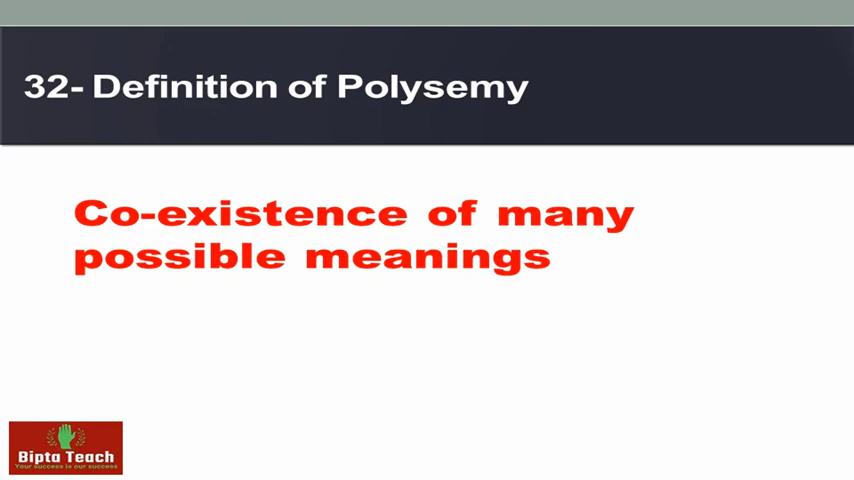 32- Definition of Polysemy
Co-existence of many
possible meanings
Bipta Teach
Your success is our success